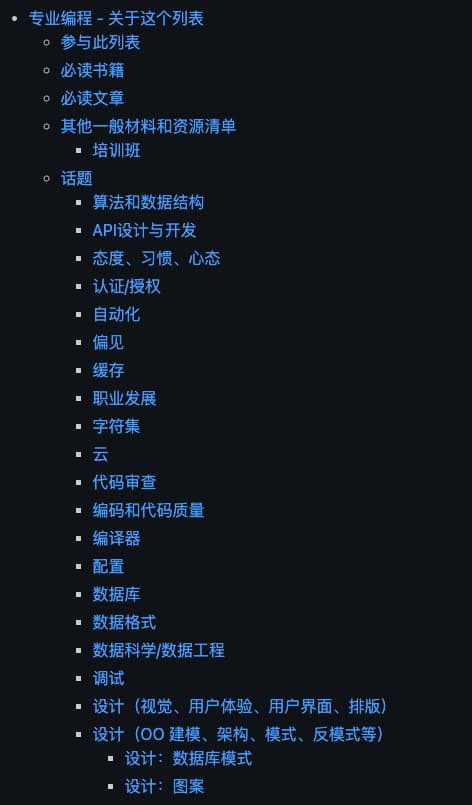 专业编程 - 关于这个列表
参与此列表
必读书籍
必读文章
其他一般材料和资源清单
培训班
话题
算法和数据结构
API设计与开发
态度、习惯、心态
认证/授权
自动化
偏见
缓存
职业发展
字符集
云
代码审查
编码和代码质量
编译器
配置
数据库
数据格式
数据科学/数据工程
调试
设计（视觉、用户体验、用户界面、排版）
设计（OO 建模、架构、模式、反模式等）
设计：数据库模式
设计：图案